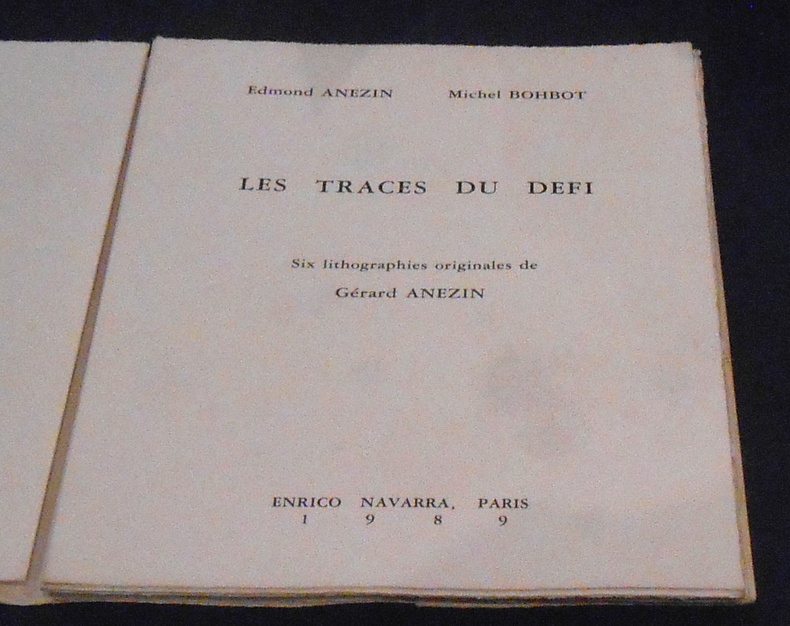 Edmond ANEZIN Michel BOHBOT
LES TRACES DU DEFI
Six lithographies originales de
Gérard ANEZIN
ENRICO NAVARRA, PARIS
1 9 8 9